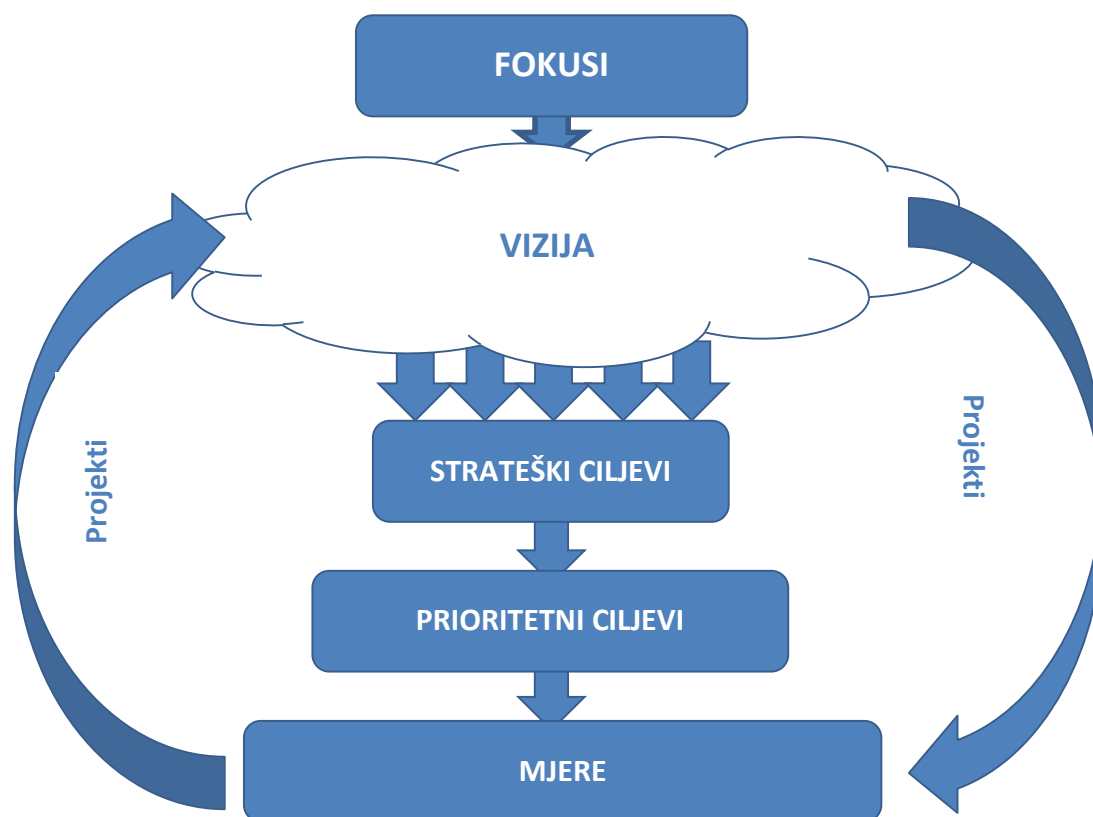 FOKUSI
VIZIJA
Projekti
Projekti
STRATEŠKI CILJEVI
PRIORITETNI CILJEVI
MJERE